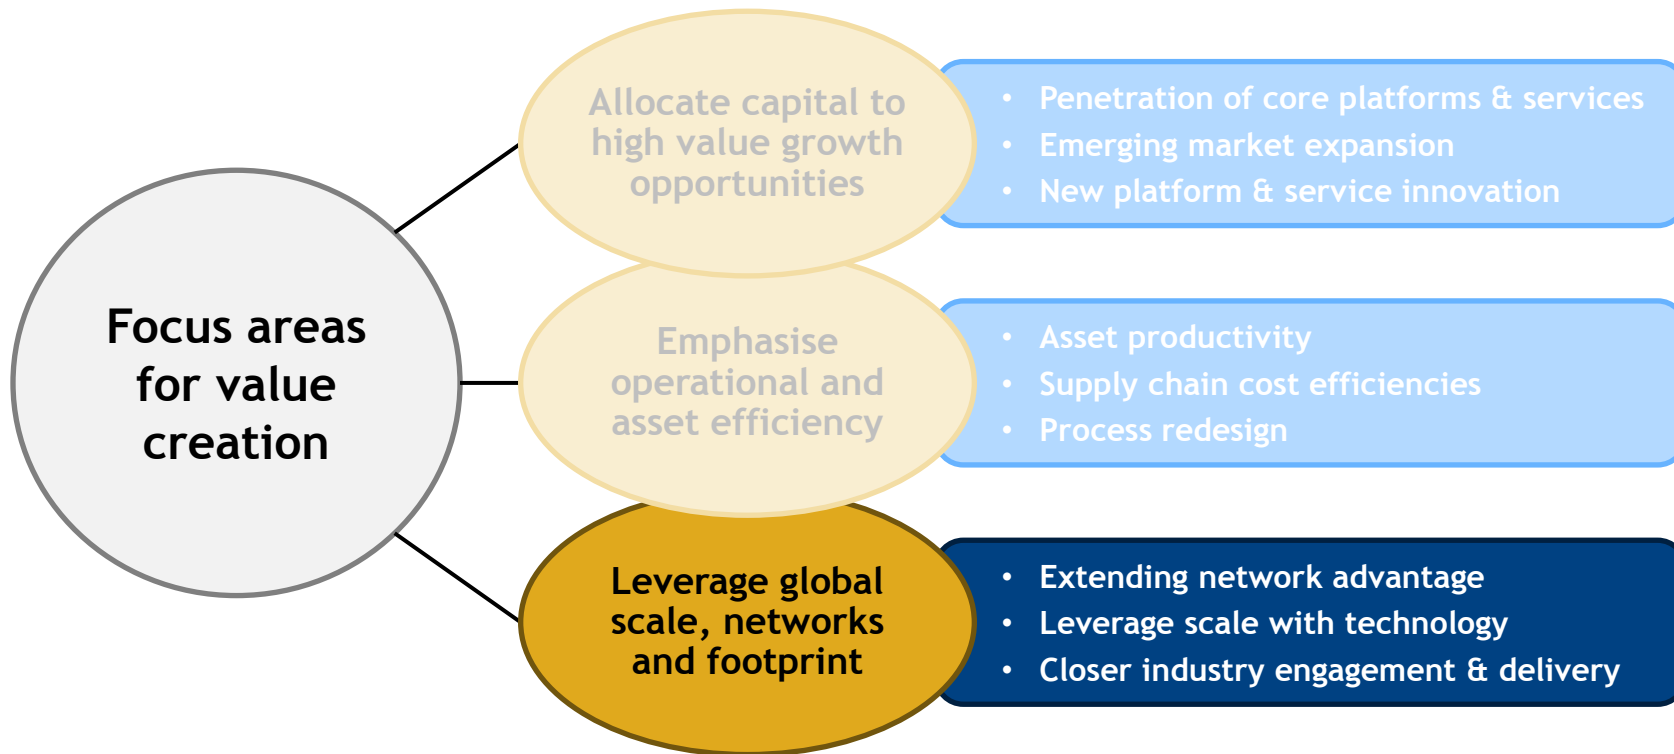 Focus areas
for value
creation
Allocate capital to
high value growth
opportunities
• Penetration of core platforms & services
• Emerging market expansion
• New platform & service innovation
Emphasise
operational and
asset efficiency
• Asset productivity
• Supply chain cost efficiencies
• Process redesign
Leverage global
scale, networks
and footprint
• Extending network advantage
• Leverage scale with technology
• Closer industry engagement & delivery